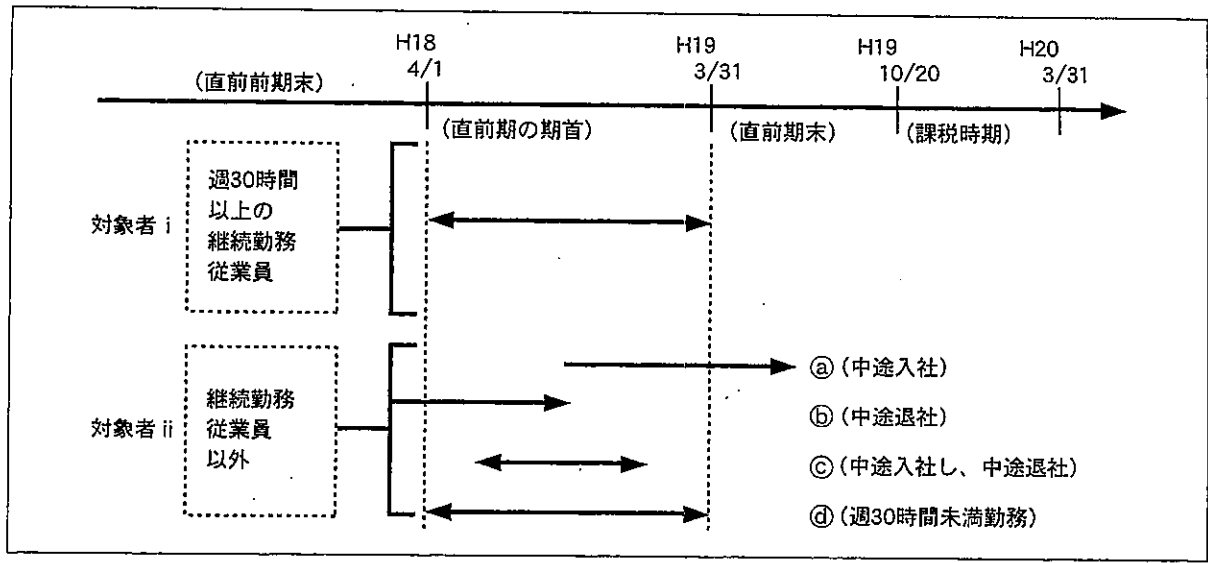 H18
4/1
H19
3/31
H19
10/20
H20
3/31
(直前前期末)
(直前期の期首)
(直前期末)
(課税時期)
対象者 i
週30時間
以上の
継続勤務
従業員
対象者 ii
継続勤務
従業員
以外
ⓐ(中途入社)
ⓑ(中途退社)
ⓒ(中途入社し、中途退社)
ⓓ(週30時間未満勤務)